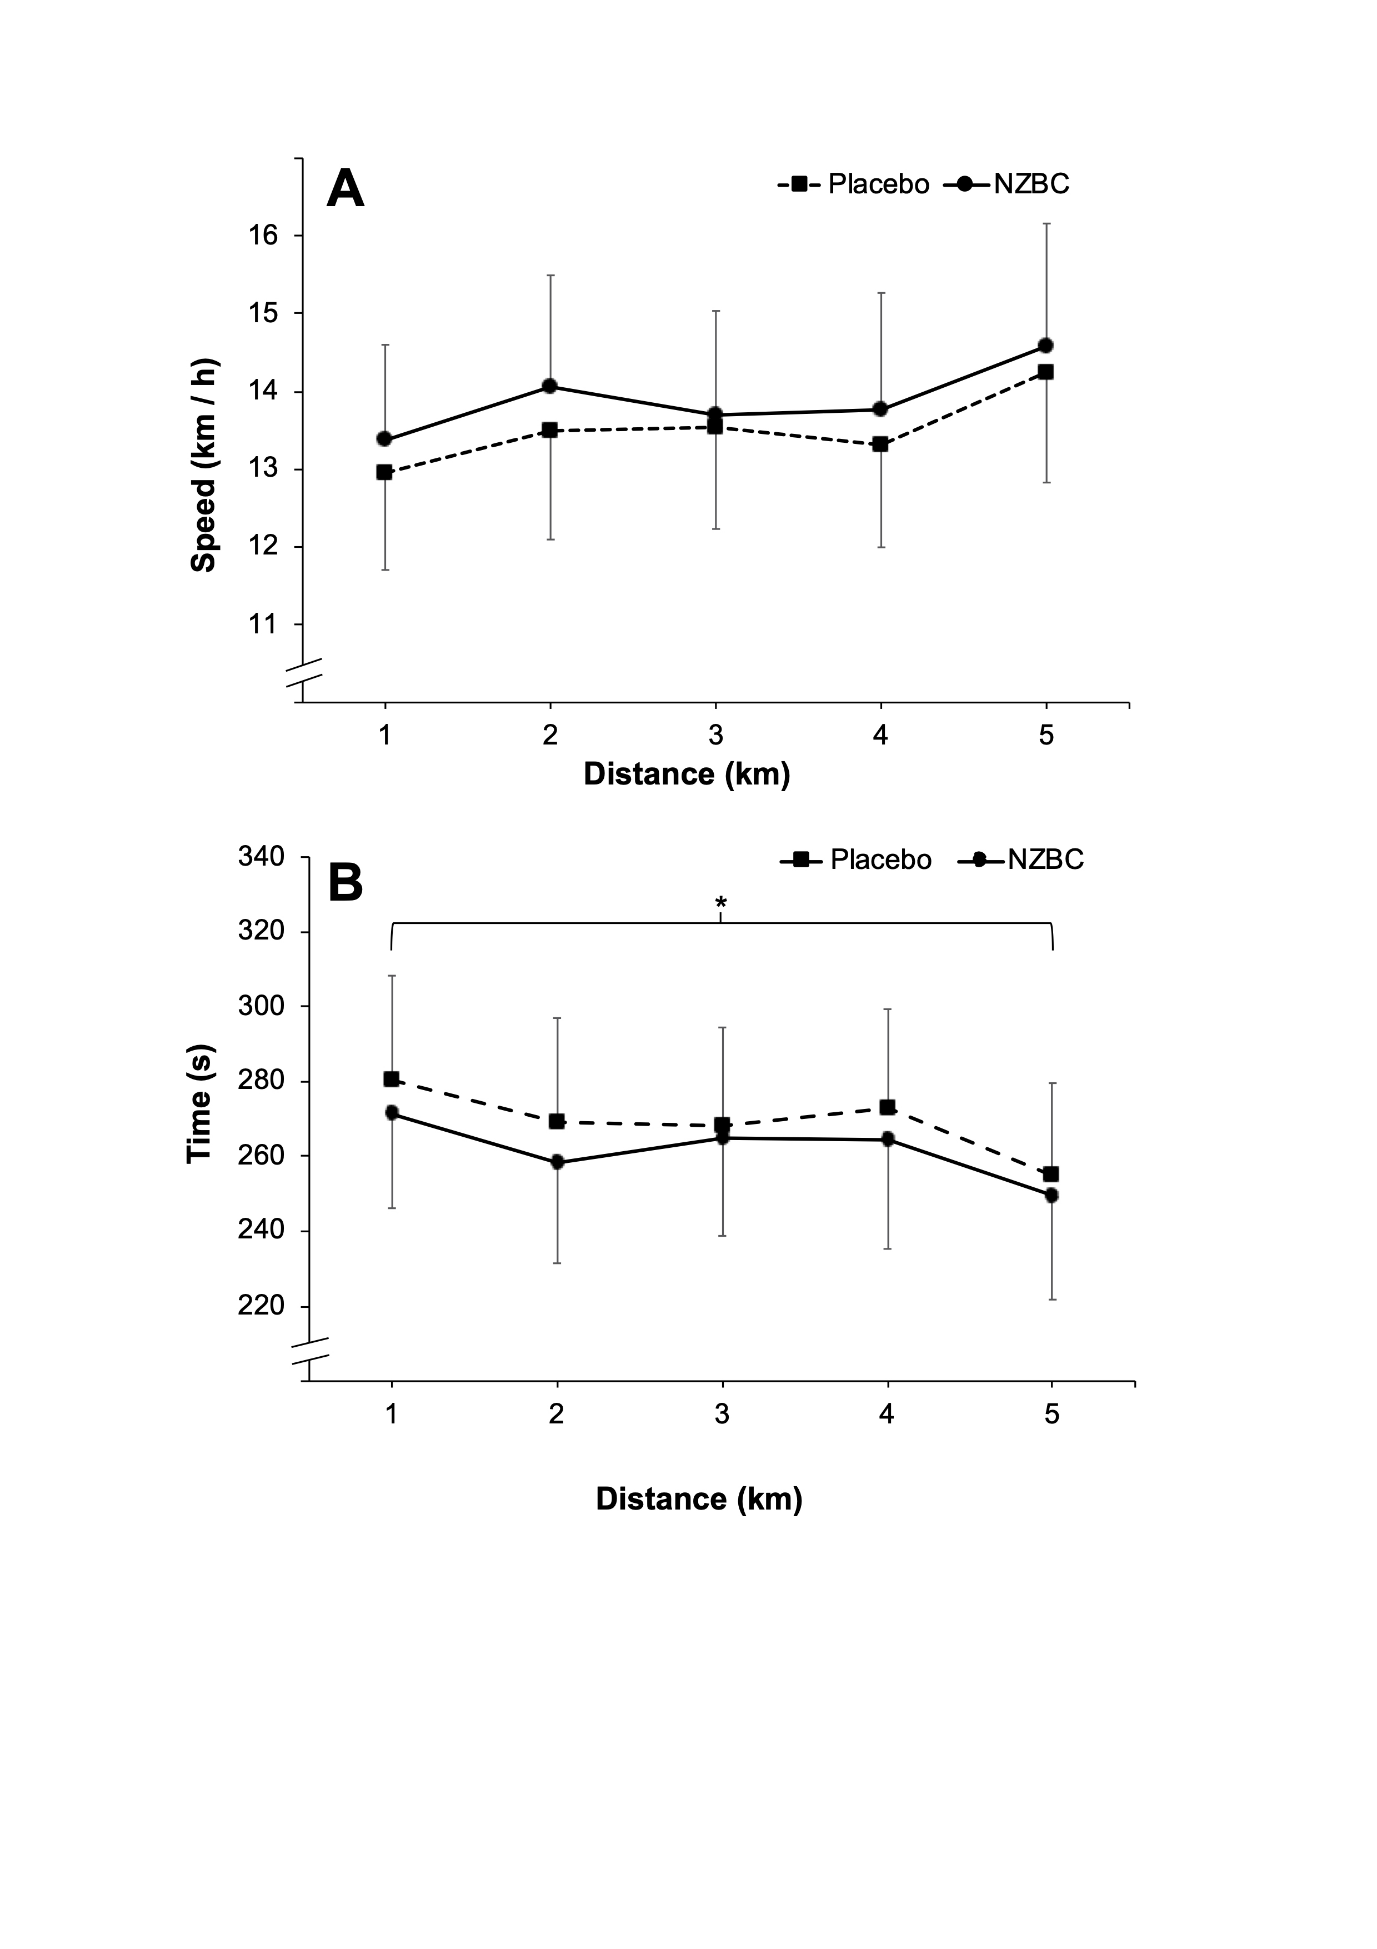 A
Placebo NZBC
16
15
14
13
12
11
Speed (km / h)
1 2 3 4 5
Distance (km)
B
Placebo NZBC
*
340
320
300
280
260
240
220
Time (s)
1 2 3 4 5
Distance (km)